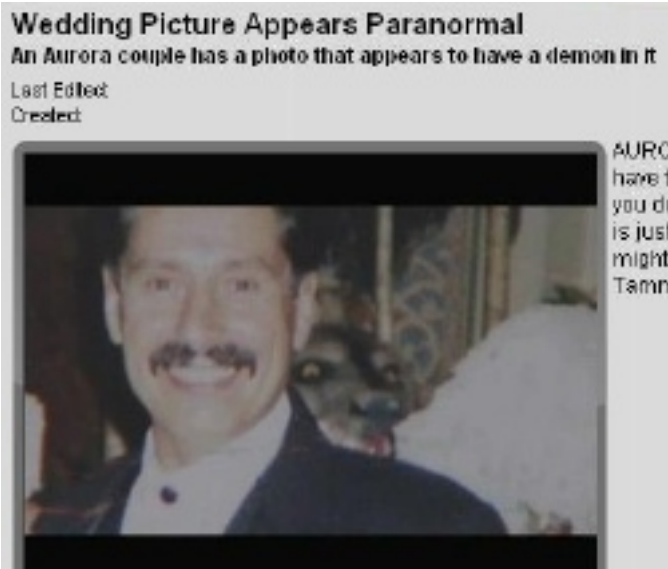 Wedding Picture Appears Paranormal
An Aurora couple has a photo that appears to have a demon in it
Last Edited:
Created:
AURO
have t
you d
is just
might
Tamm